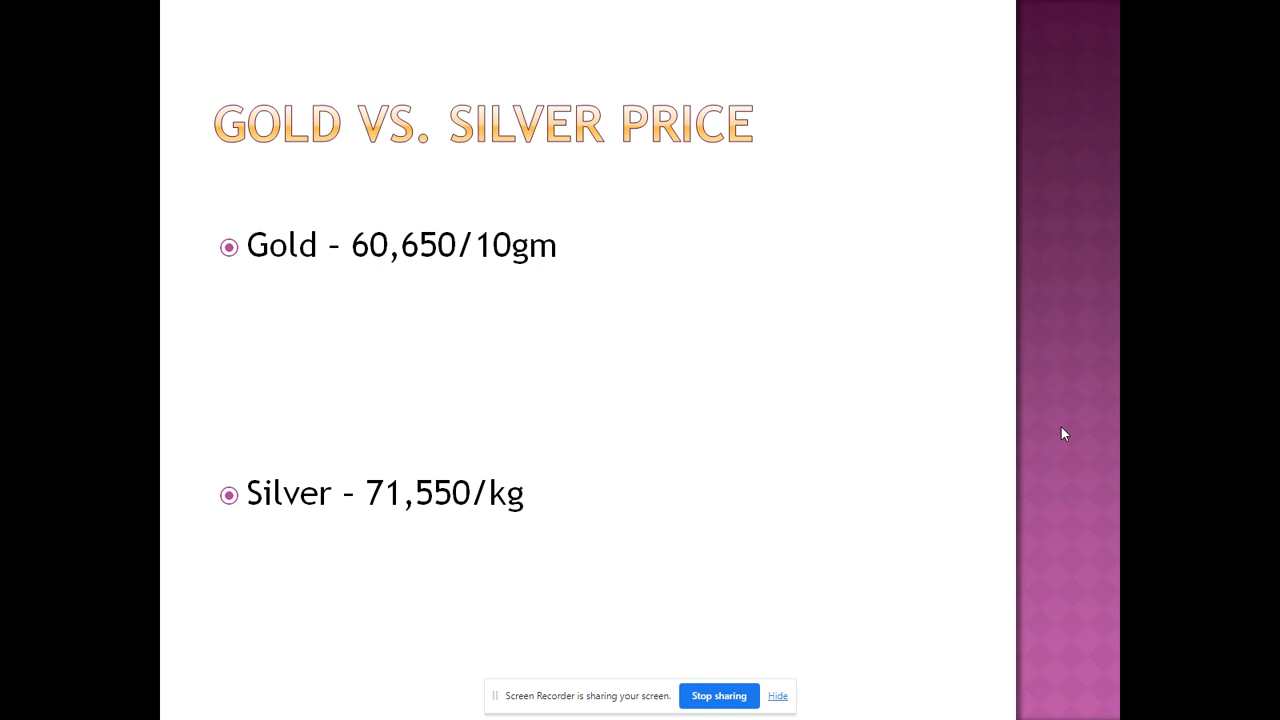 GOLD VS. SILVER PRICE
Gold – 60,650/10gm
Silver – 71,550/kg
Screen Recorder is sharing your screen. Stop sharing Hide